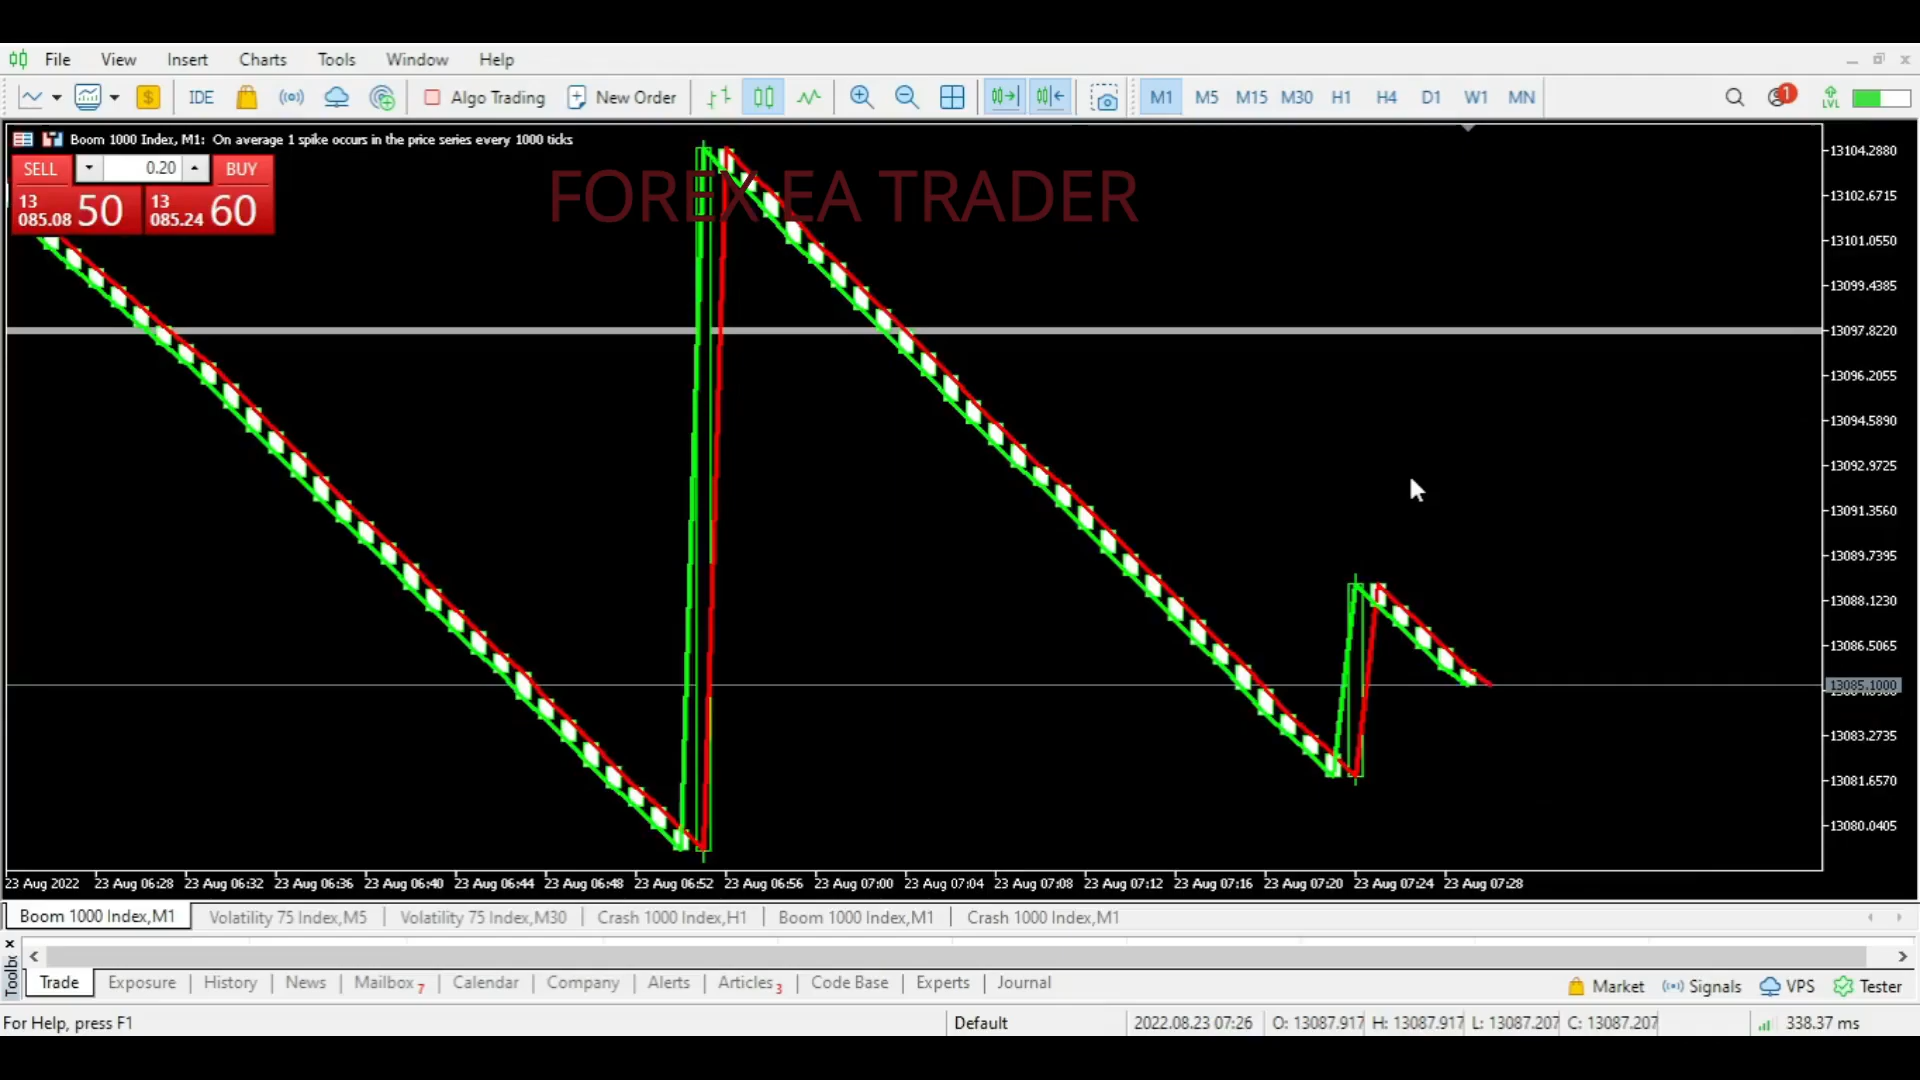 File View Insert Charts Tools Window Help
IDE Algo Trading New Order M1 M5 M15 M30 H1 H4 D1 W1 MN 1 LVL
Boom 1000 Index, M1: On average 1 spike occurs in the price series every 1000 ticks
SELL 0.20 BUY
13 085.08 50 13 085.24 60
FOREX EA TRADER
13104.2880
13102.6715
13101.0550
13099.4385
13097.8220
13096.2055
13094.5890
13092.9725
13091.3560
13089.7395
13088.1230
13086.5065
13085.1000
13083.2735
13081.6570
13080.0405
23 Aug 2022 23 Aug 06:28 23 Aug 06:32 23 Aug 06:36 23 Aug 06:40 23 Aug 06:44 23 Aug 06:48 23 Aug 06:52 23 Aug 06:56 23 Aug 07:00 23 Aug 07:04 23 Aug 07:08 23 Aug 07:12 23 Aug 07:16 23 Aug 07:20 23 Aug 07:24 23 Aug 07:28
Boom 1000 Index,M1 Volatility 75 Index,M5 Volatility 75 Index,M30 Crash 1000 Index,H1 Boom 1000 Index,M1 Crash 1000 Index,M1
Trade Exposure History News Mailbox 7 Calendar Company Alerts Articles 3 Code Base Experts Journal Market Signals VPS Tester
For Help, press F1 Default 2022.08.23 07:26 O: 13087.917 H: 13087.917 L: 13087.207 C: 13087.207 338.37 ms